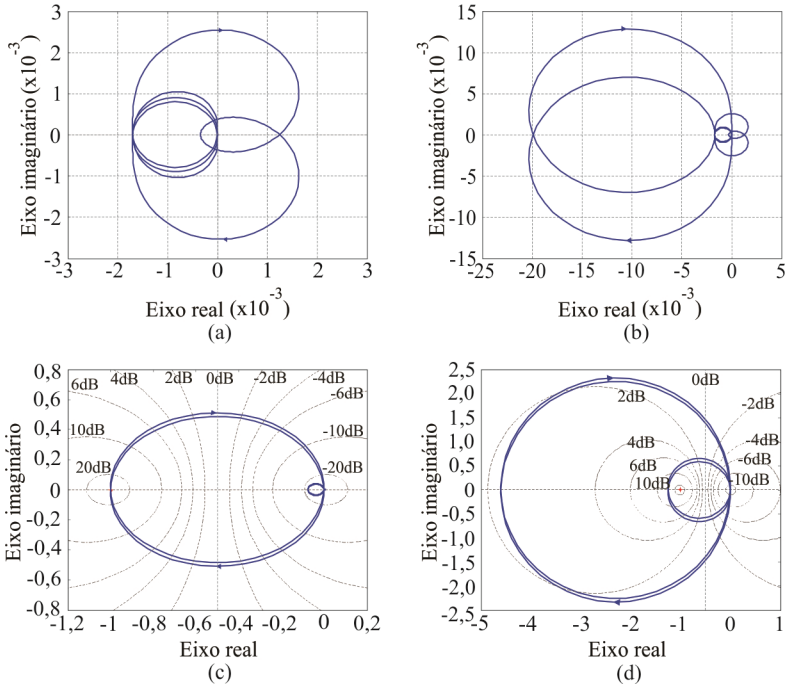 3
2
1
0
-1
-2
-3
Eixo imaginário (x10⁻³)
-3 -2 -1 0 1 2 3
Eixo real (x10⁻³)
(a)
15
10
5
0
-5
-10
-15
Eixo imaginário (x10⁻³)
-25 -20 -15 -10 -5 0 5
Eixo real (x10⁻³)
(b)
0,8
0,6
0,4
0,2
0
-0,2
-0,4
-0,6
-0,8
Eixo imaginário
6dB 4dB 2dB 0dB -2dB -4dB
-6dB
10dB -10dB
20dB -20dB
-1,2 -1 -0,8 -0,6 -0,4 -0,2 0 0,2
Eixo real
(c)
2,5
2,0
1,5
1,0
0,5
0
-0,5
-1,0
-1,5
-2,0
-2,5
Eixo imaginário
0dB
2dB -2dB
4dB -4dB
6dB -6dB
10dB -10dB
-5 -4 -3 -2 -1 0 1
Eixo real
(d)